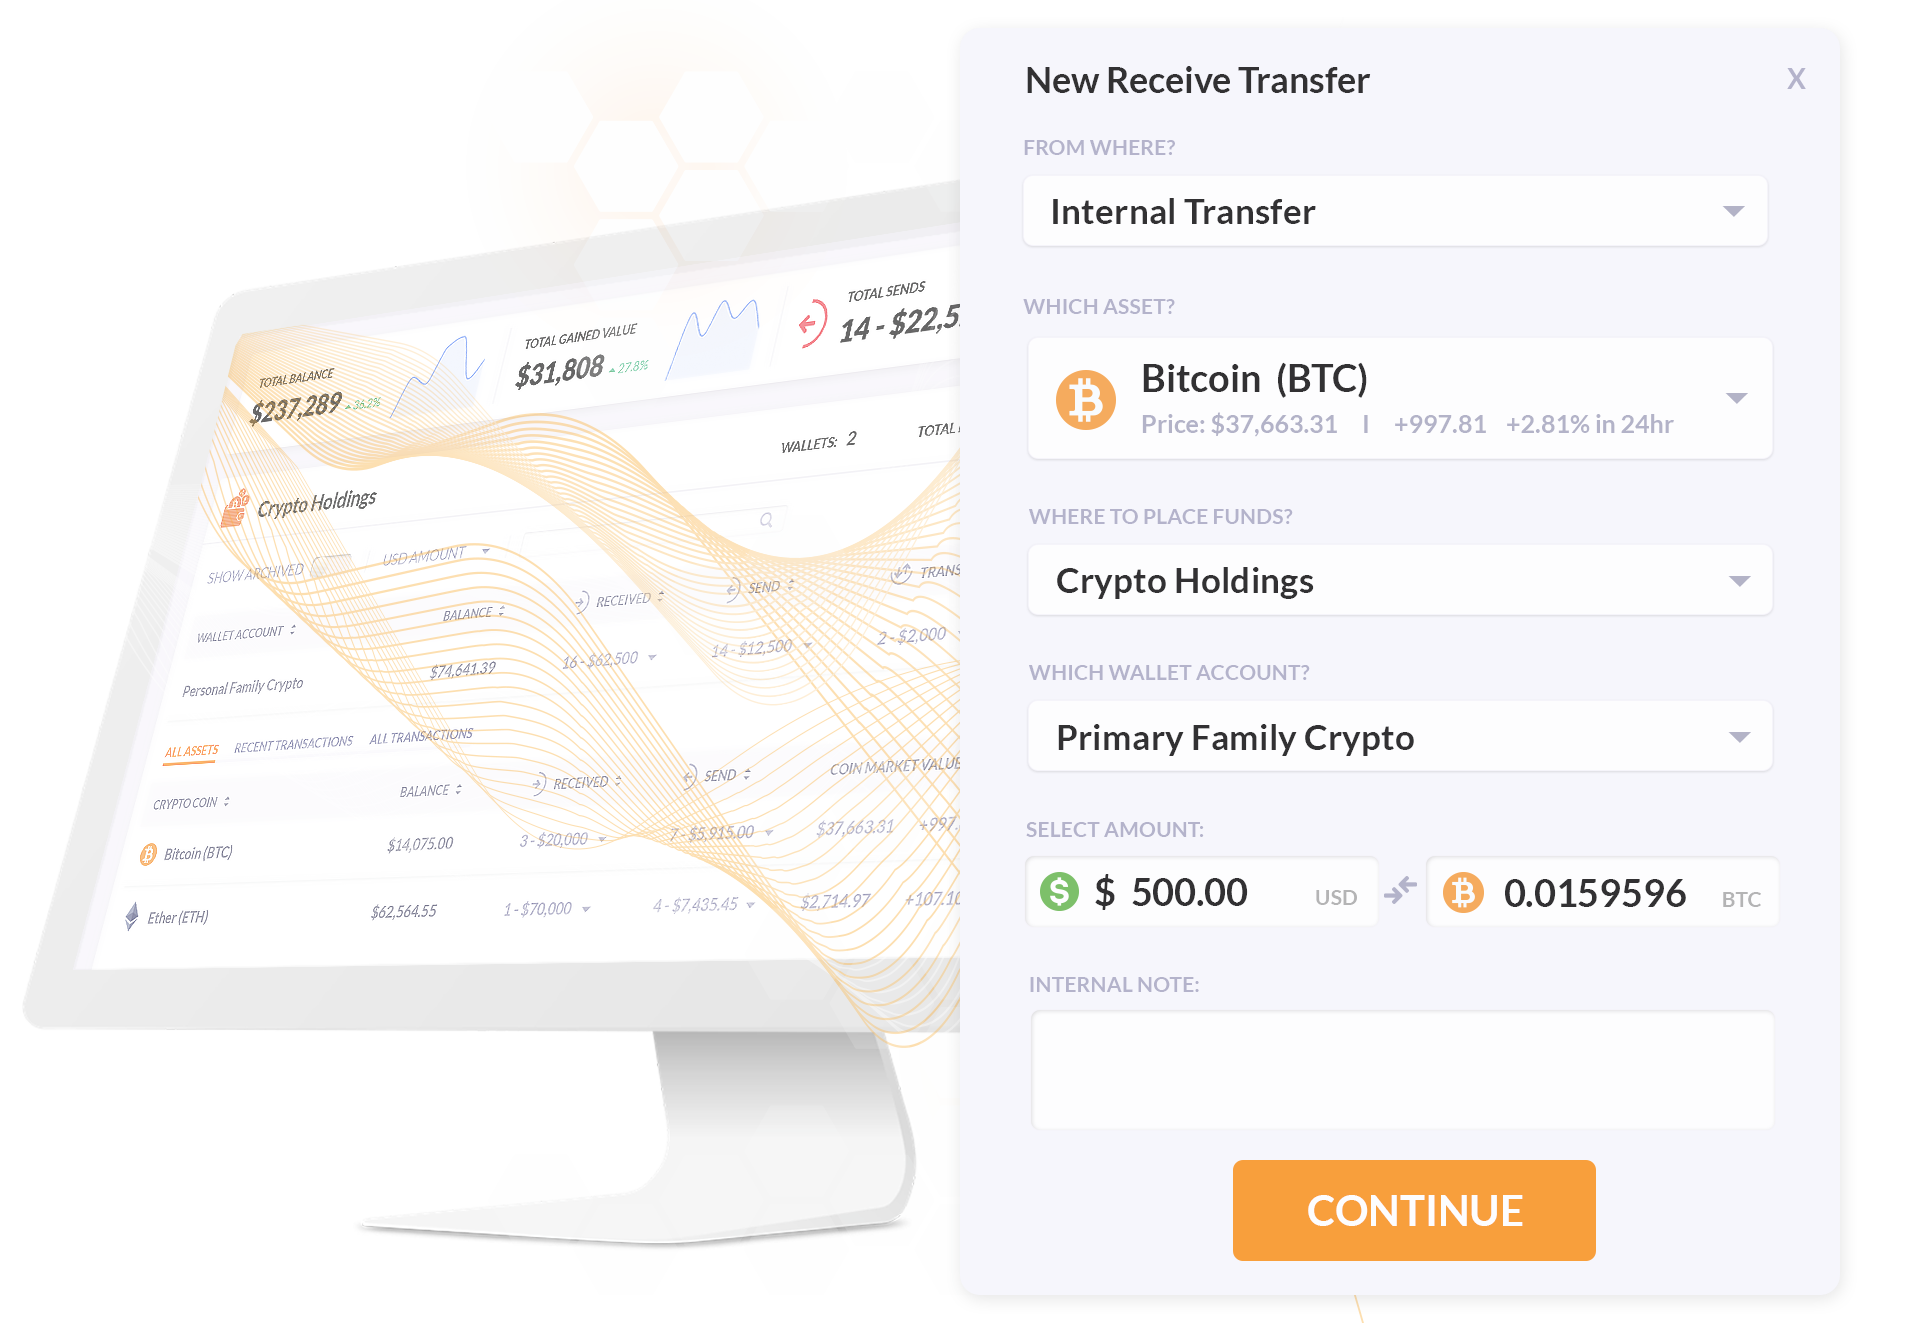 TOTAL BALANCE
$237,289 36.2%
TOTAL GAINED VALUE
$31,808 27.8%
TOTAL SENDS
14 - $22,5
WALLETS: 2
TOTAL
Crypto Holdings
SHOW ARCHIVED
USD AMOUNT
WALLET ACCOUNT BALANCE RECEIVED SEND TRANS
Personal Family Crypto $74,641.39 16 - $62,500 14 - $12,500 2 - $2,000
ALL ASSETS RECENT TRANSACTIONS ALL TRANSACTIONS
CRYPTO COIN BALANCE RECEIVED SEND COIN MARKET VALUE
Bitcoin (BTC) $14,075.00 3 - $20,000 7 - $5,915.00 $37,663.31 +997.
Ether (ETH) $62,564.55 1 - $70,000 4 - $7,435.45 $2,714.97 +107.10
New Receive Transfer X
FROM WHERE?
Internal Transfer
WHICH ASSET?
Bitcoin (BTC)
Price: $37,663.31 I +997.81 +2.81% in 24hr
WHERE TO PLACE FUNDS?
Crypto Holdings
WHICH WALLET ACCOUNT?
Primary Family Crypto
SELECT AMOUNT:
$ 500.00 USD 0.0159596 BTC
INTERNAL NOTE:
CONTINUE